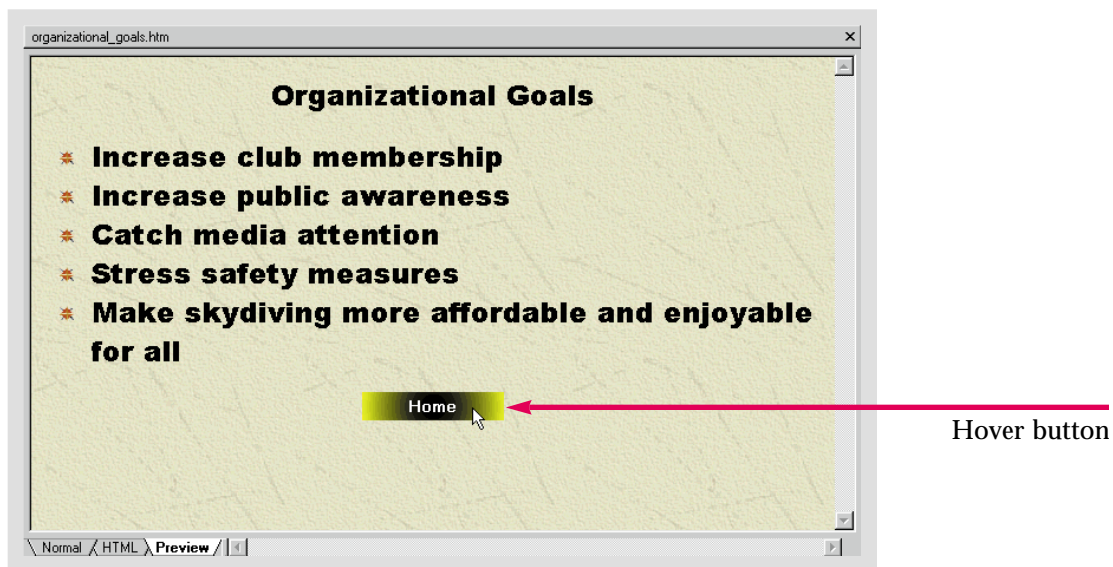 organizational_goals.htm
Organizational Goals
Increase club membership
Increase public awareness
Catch media attention
Stress safety measures
Make skydiving more affordable and enjoyable
for all
Home
Hover button
Normal HTML Preview